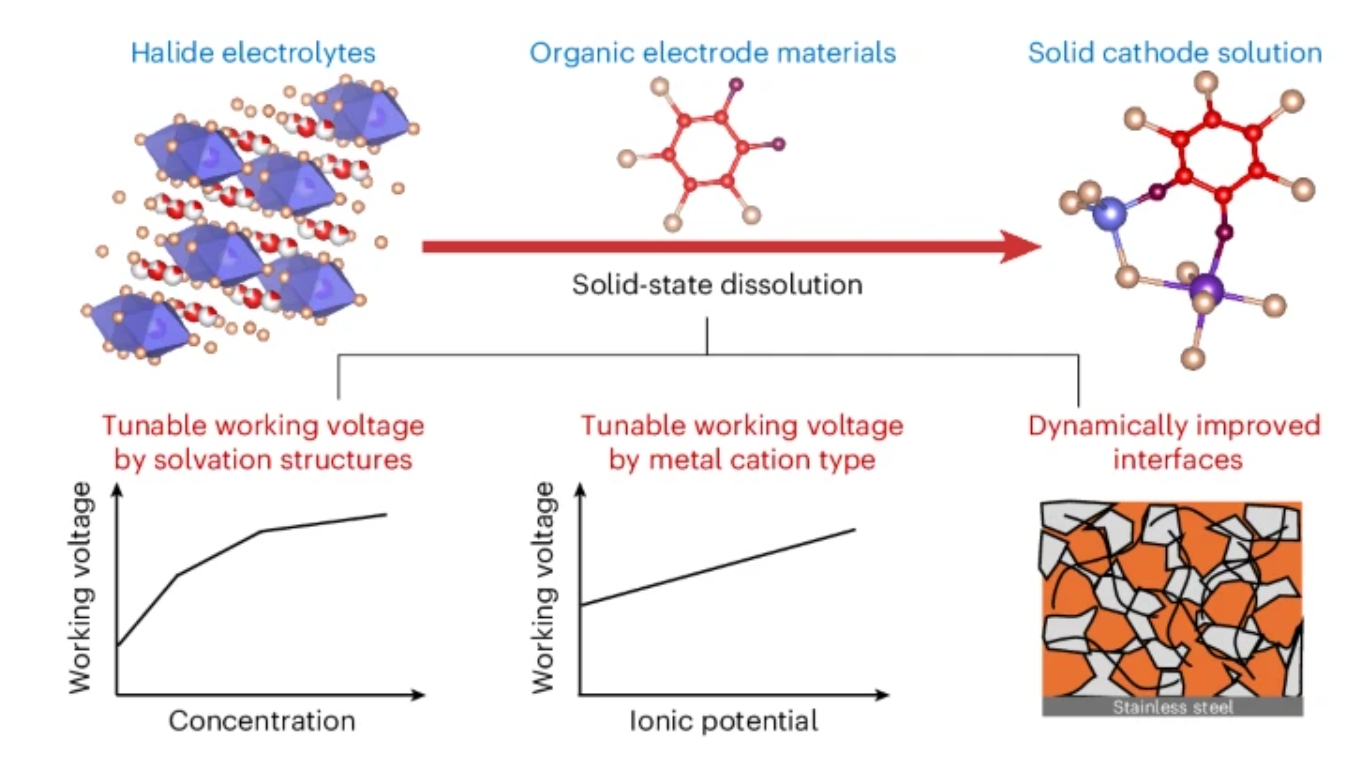 Halide electrolytes
Organic electrode materials
Solid cathode solution
Solid-state dissolution
Tunable working voltage
by solvation structures
Tunable working voltage
by metal cation type
Dynamically improved
interfaces
Working voltage
Concentration
Working voltage
Ionic potential
Stainless steel